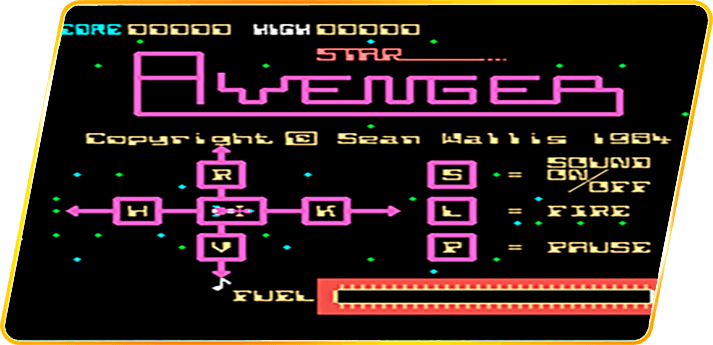 CORE 00000 HIGH 00000
STAR...
AVENGER
Copyright © Sean Wallis 1984
R
S = SOUND ON/OFF
H K
L = FIRE
V
P = PAUSE
FUEL